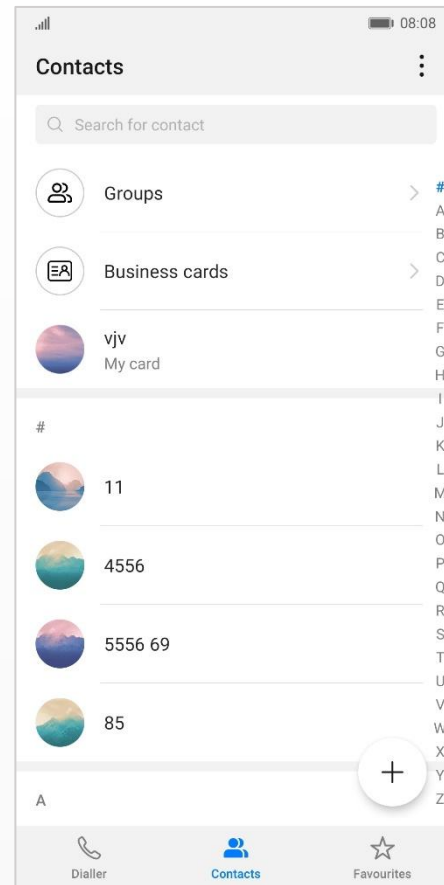 08:08
Contacts
Search for contact
Groups
Business cards
vjv
My card
#
11
4556
5556 69
85
A
#
A
B
C
D
E
F
G
H
I
J
K
L
M
N
O
P
Q
R
S
T
U
V
W
X
Y
Z
Dialler
Contacts
Favourites